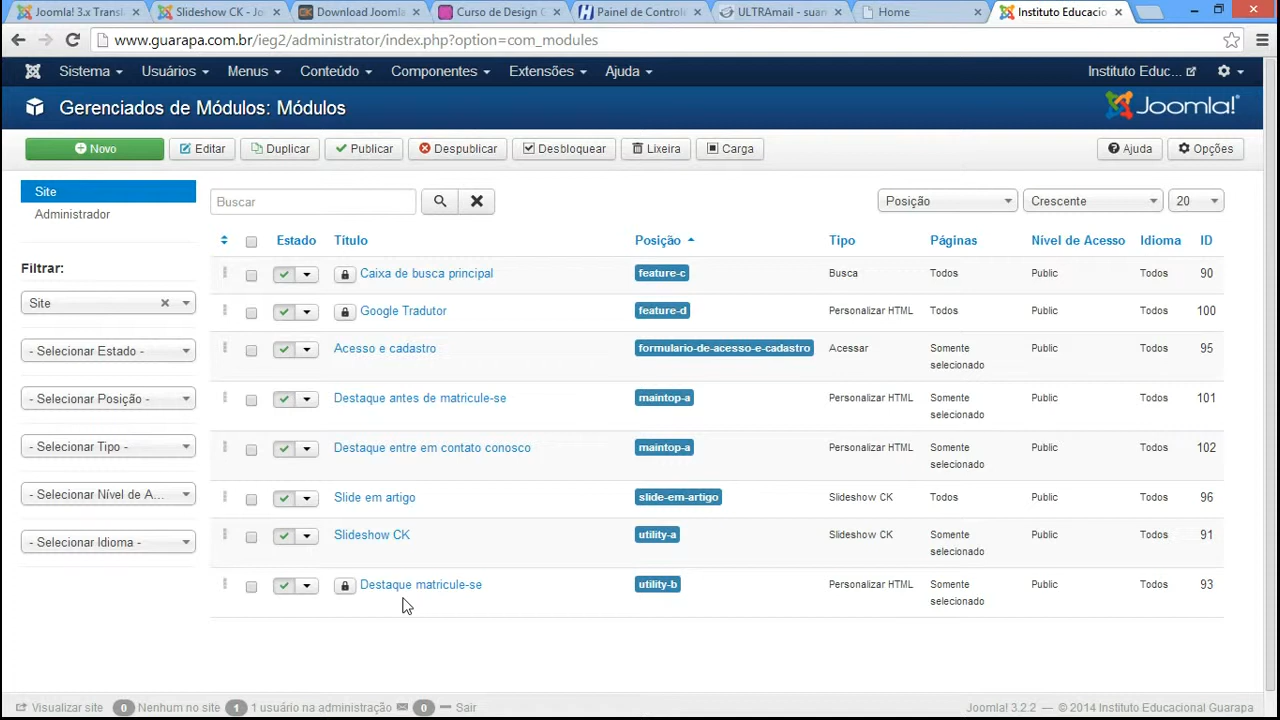 Joomla! 3.x Transla
Slideshow CK - Joo
Download Joomla
Curso de Design G
Painel de Controle
ULTRAmail - suan
Home
Instituto Educacio
www.guarapa.com.br/ieg2/administrator/index.php?option=com_modules
Sistema Usuários Menus Conteúdo Componentes Extensões Ajuda Instituto Educ...
Gerenciados de Módulos: Módulos Joomla!
Novo Editar Duplicar Publicar Despublicar Desbloquear Lixeira Carga Ajuda Opções
Site
Administrador
Filtrar:
Site
- Selecionar Estado -
- Selecionar Posição -
- Selecionar Tipo -
- Selecionar Nível de A...
- Selecionar Idioma -
Buscar Posição Crescente 20
Estado Título Posição Tipo Páginas Nível de Acesso Idioma ID
Caixa de busca principal feature-c Busca Todos Public Todos 90
Google Tradutor feature-d Personalizar HTML Todos Public Todos 100
Acesso e cadastro formulario-de-acesso-e-cadastro Acessar Somente Public Todos 95
selecionado
Destaque antes de matricule-se maintop-a Personalizar HTML Somente Public Todos 101
selecionado
Destaque entre em contato conosco maintop-a Personalizar HTML Somente Public Todos 102
selecionado
Slide em artigo slide-em-artigo Slideshow CK Todos Public Todos 96
Slideshow CK utility-a Slideshow CK Somente Public Todos 91
selecionado
Destaque matricule-se utility-b Personalizar HTML Somente Public Todos 93
selecionado
Visualizar site 0 Nenhum no site 1 1 usuário na administração 0 Sair Joomla! 3.2.2 — © 2014 Instituto Educacional Guarapa